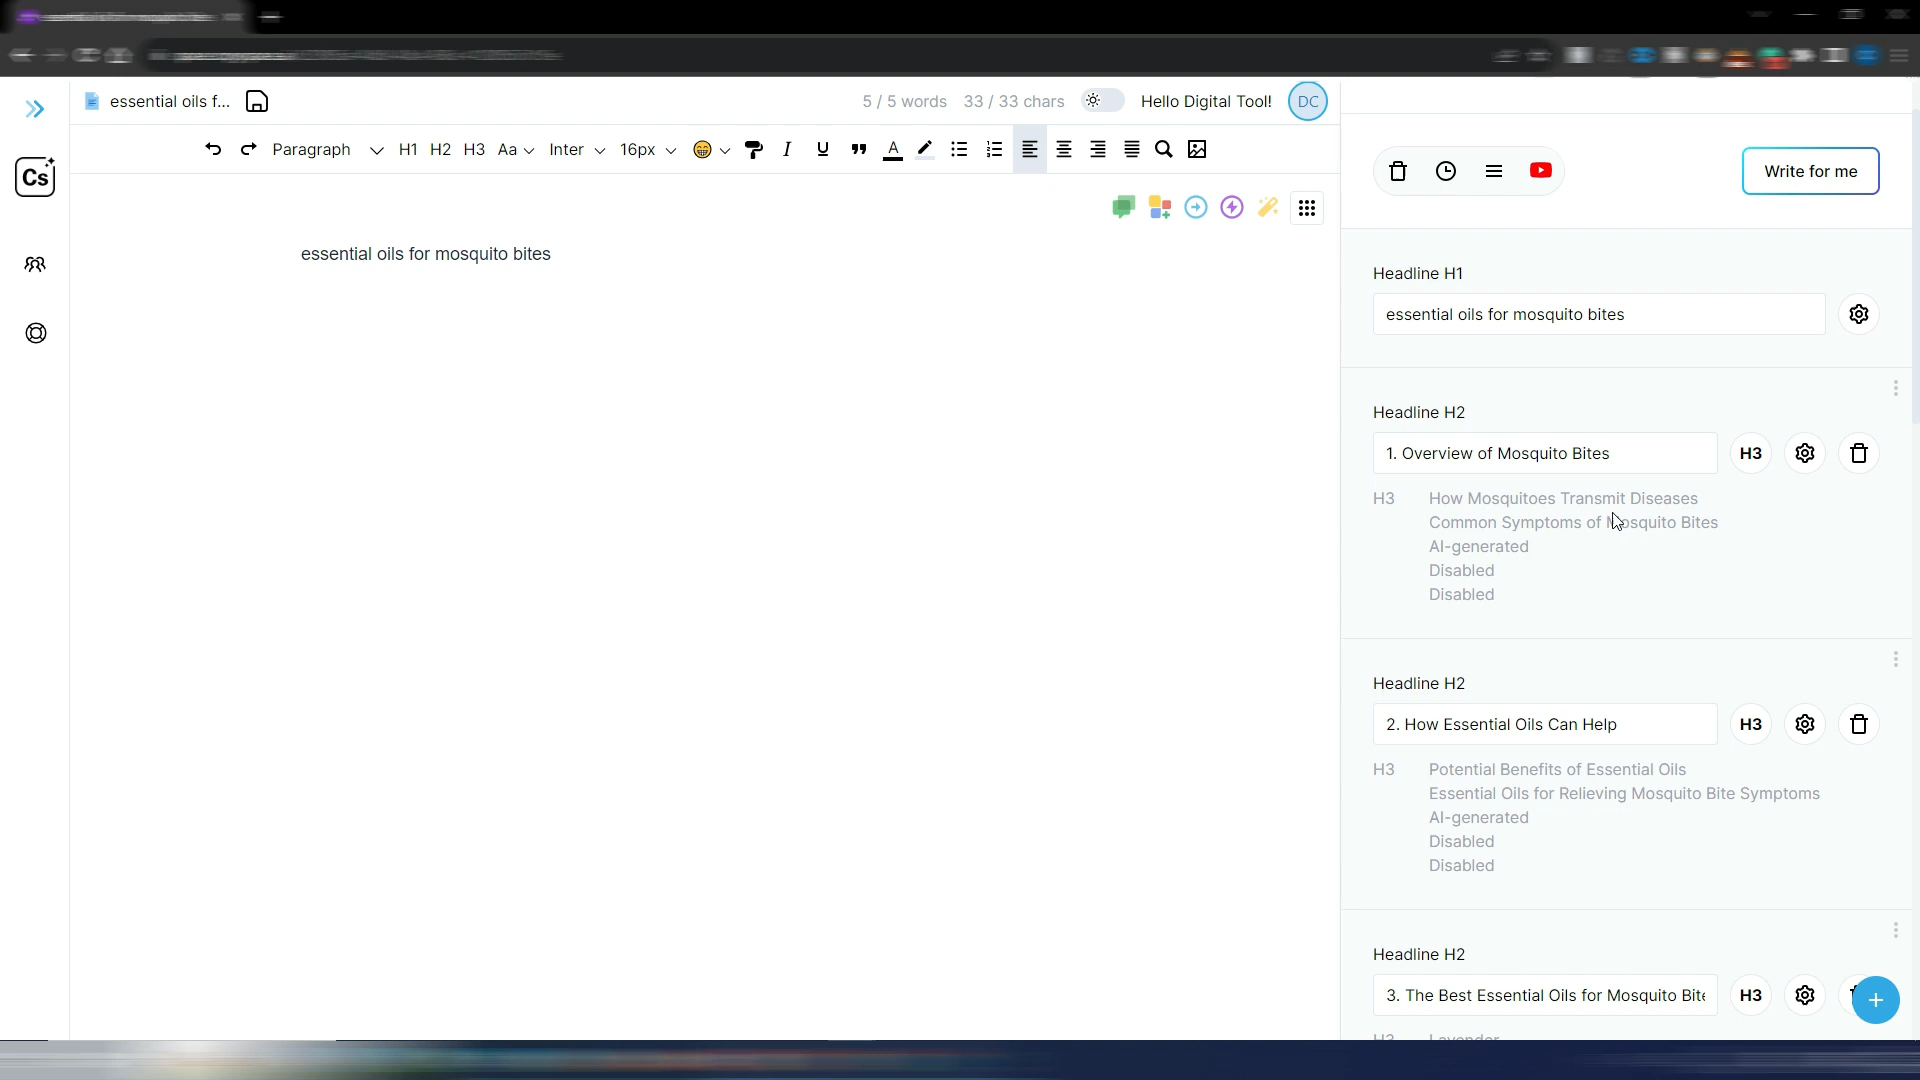 essential oils f...
5 / 5 words 33 / 33 chars Hello Digital Tool! DC
Cs
Paragraph H1 H2 H3 Aa Inter 16px A
essential oils for mosquito bites
Write for me
Headline H1
essential oils for mosquito bites
Headline H2
1. Overview of Mosquito Bites H3
H3 How Mosquitoes Transmit Diseases
Common Symptoms of Mosquito Bites
AI-generated
Disabled
Disabled
Headline H2
2. How Essential Oils Can Help H3
H3 Potential Benefits of Essential Oils
Essential Oils for Relieving Mosquito Bite Symptoms
AI-generated
Disabled
Disabled
Headline H2
3. The Best Essential Oils for Mosquito Bite H3
H3 Lavender